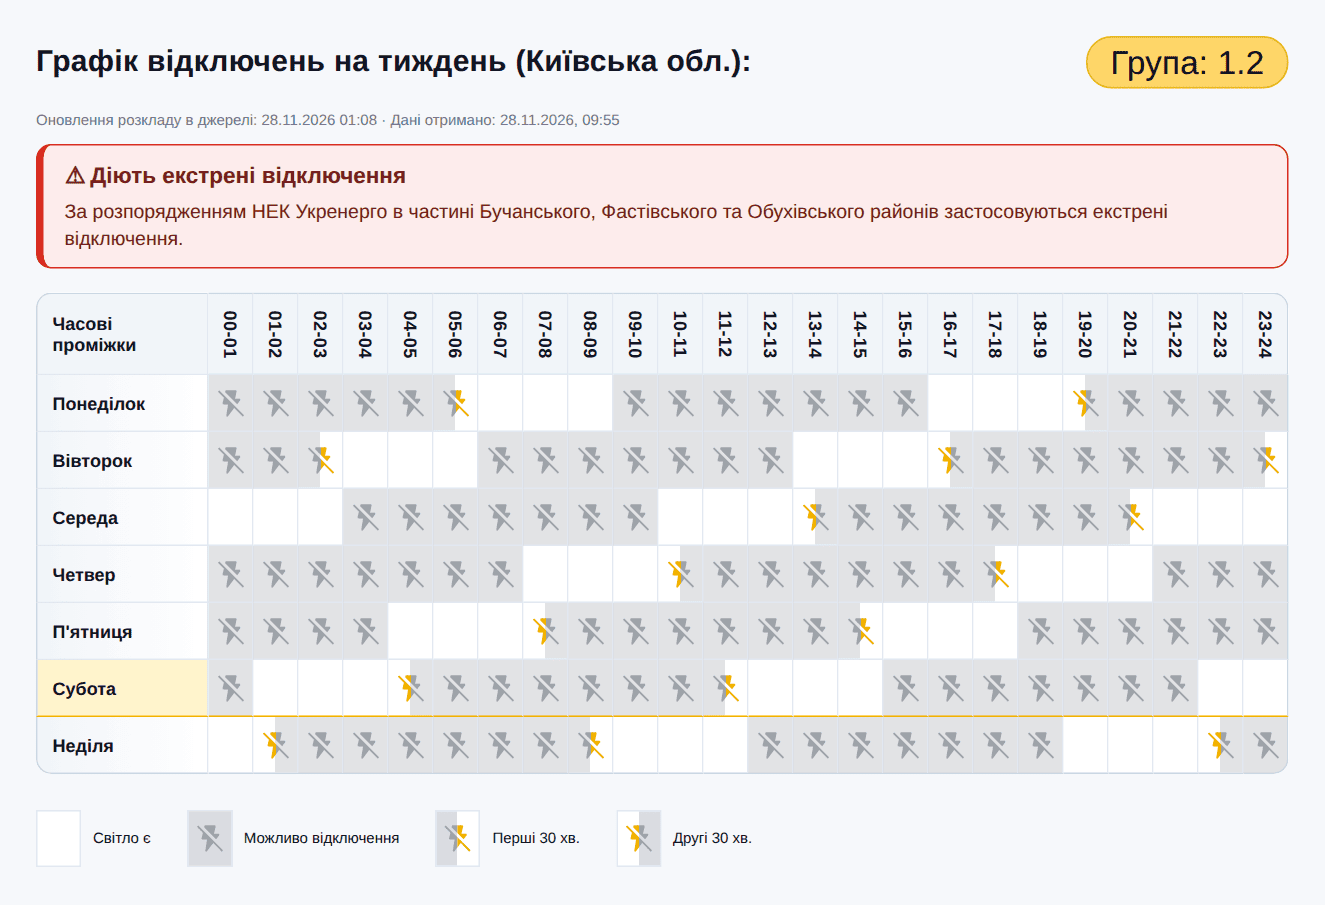 Графік відключень на тиждень (Київська обл.):
Група: 1.2
Оновлення розкладу в джерелі: 28.11.2026 01:08 · Дані отримано: 28.11.2026, 09:55
⚠ Діють екстрені відключення
За розпорядженням НЕК Укренерго в частині Бучанського, Фастівського та Обухівського районів застосовуються екстрені
відключення.
Часові
проміжки
00-01
01-02
02-03
03-04
04-05
05-06
06-07
07-08
08-09
09-10
10-11
11-12
12-13
13-14
14-15
15-16
16-17
17-18
18-19
19-20
20-21
21-22
22-23
23-24
Понеділок
Вівторок
Середа
Четвер
П'ятниця
Субота
Неділя
Світло є
Можливо відключення
Перші 30 хв.
Другі 30 хв.